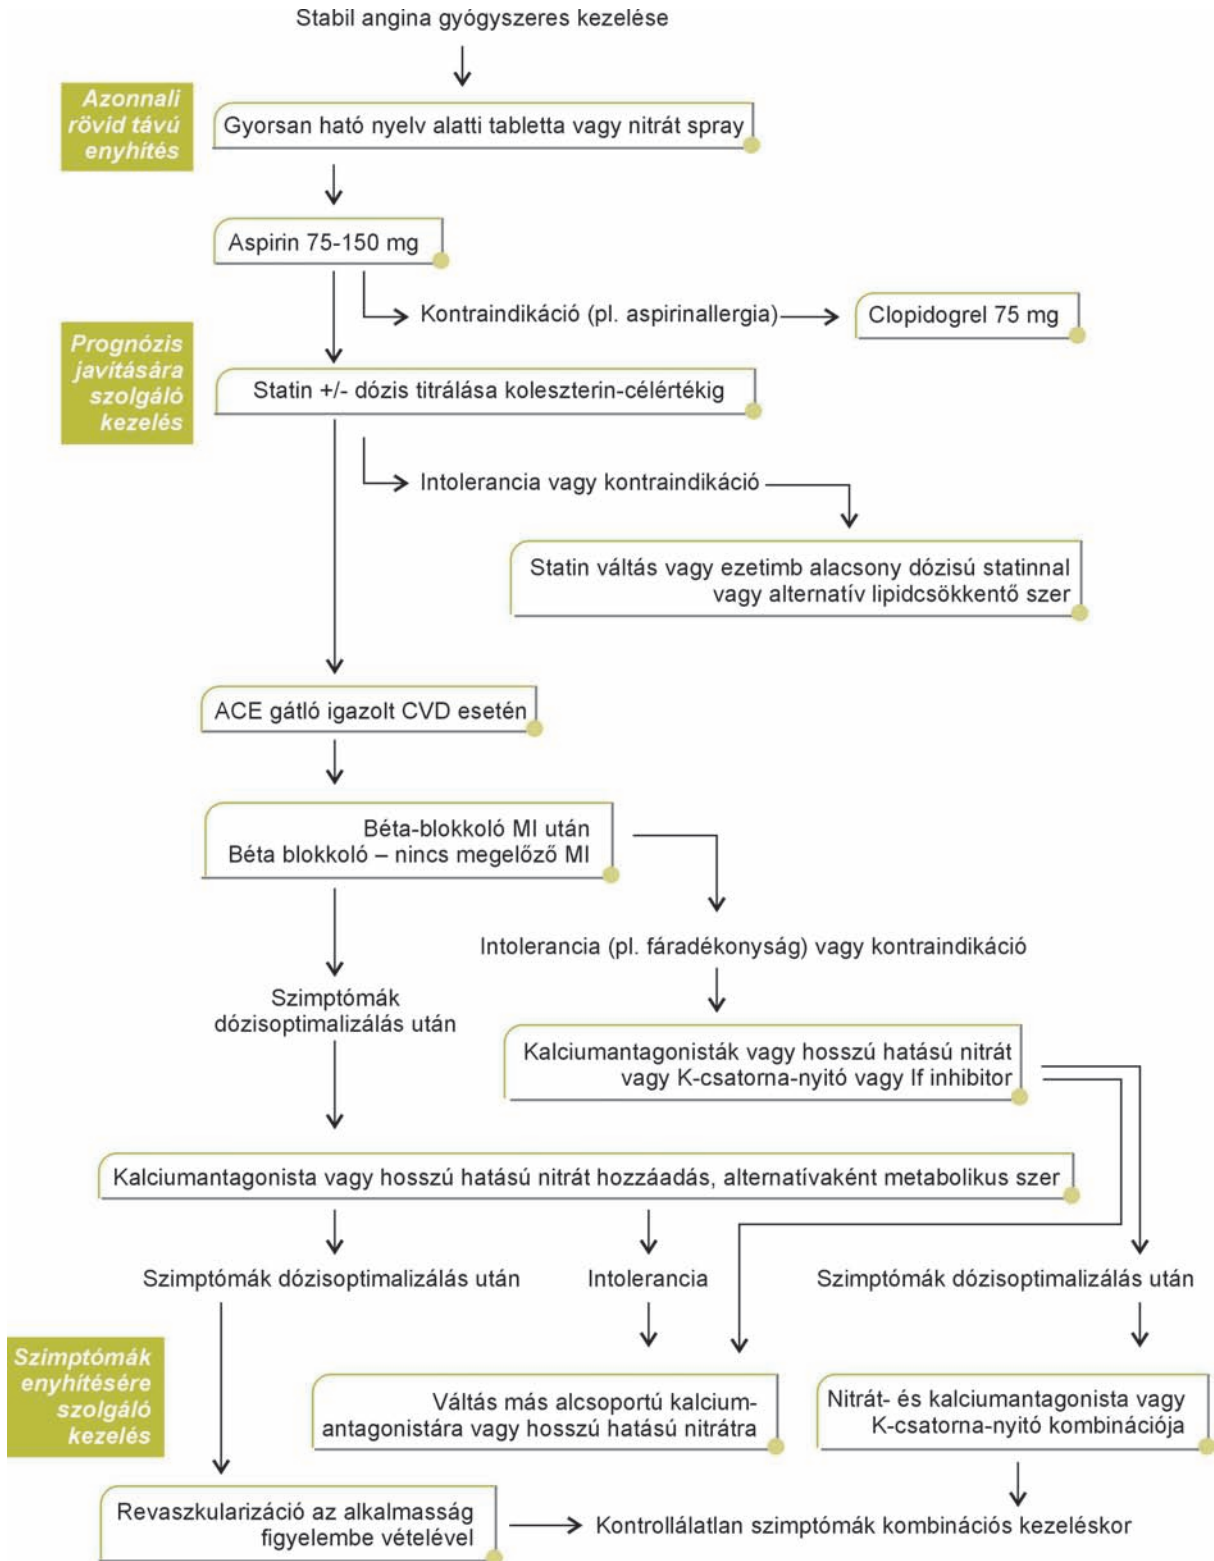 Stabil angina gyógyszeres kezelése
Azonnali
rövid távú
enyhítés
Gyorsan ható nyelv alatti tabletta vagy nitrát spray
Aspirin 75-150 mg
Kontraindikáció (pl. aspirinallergia)
Clopidogrel 75 mg
Prognózis
javítására
szolgáló
kezelés
Statin +/- dózis titrálása koleszterin-célértékig
Intolerancia vagy kontraindikáció
Statin váltás vagy ezetimb alacsony dózisú statinnal
vagy alternatív lipidcsökkentő szer
ACE gátló igazolt CVD esetén
Béta-blokkoló MI után
Béta blokkoló – nincs megelőző MI
Intolerancia (pl. fáradékonyság) vagy kontraindikáció
Szimptómák
dózisoptimalizálás után
Kalciumantagonisták vagy hosszú hatású nitrát
vagy K-csatorna-nyitó vagy If inhibitor
Kalciumantagonista vagy hosszú hatású nitrát hozzáadás, alternatívaként metabolikus szer
Szimptómák dózisoptimalizálás után
Intolerancia
Szimptómák dózisoptimalizálás után
Szimptómák
enyhítésére
szolgáló
kezelés
Váltás más alcsoportú kalcium-
antagonistára vagy hosszú hatású nitrátra
Nitrát- és kalciumantagonista vagy
K-csatorna-nyitó kombinációja
Revaszkularizáció az alkalmasság
figyelembe vételével
Kontrollálatlan szimptómák kombinációs kezeléskor